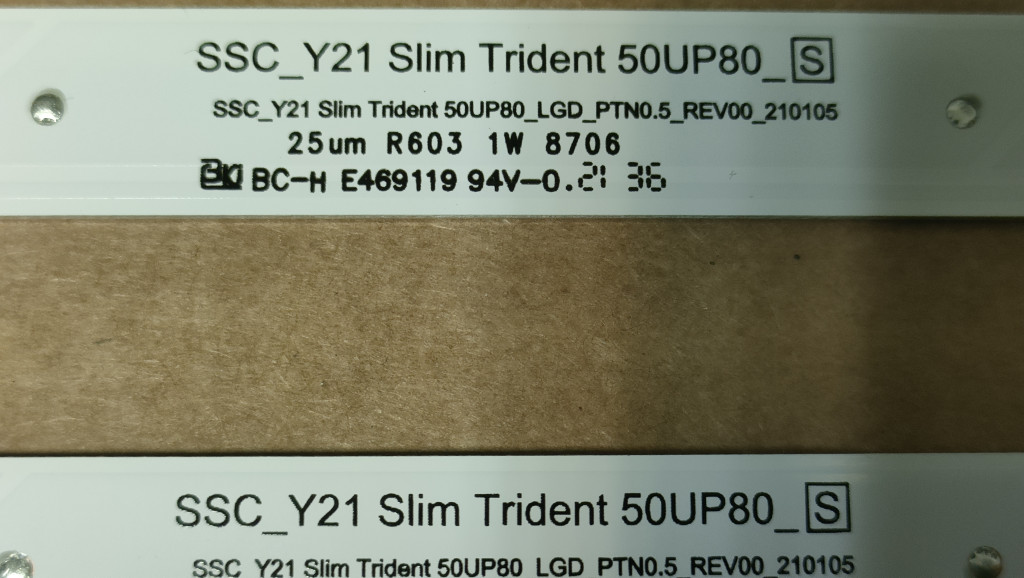 SSC_Y21 Slim Trident 50UP80_S
SSC_Y21 Slim Trident 50UP80_LGD_PTN0.5_REV00_210105
25um R603 1W 8706
BC-H E469119 94V-0. 21 36
SSC_Y21 Slim Trident 50UP80_S
SSC_Y21 Slim Trident 50UP80_LGD_PTN0.5_REV00_210105